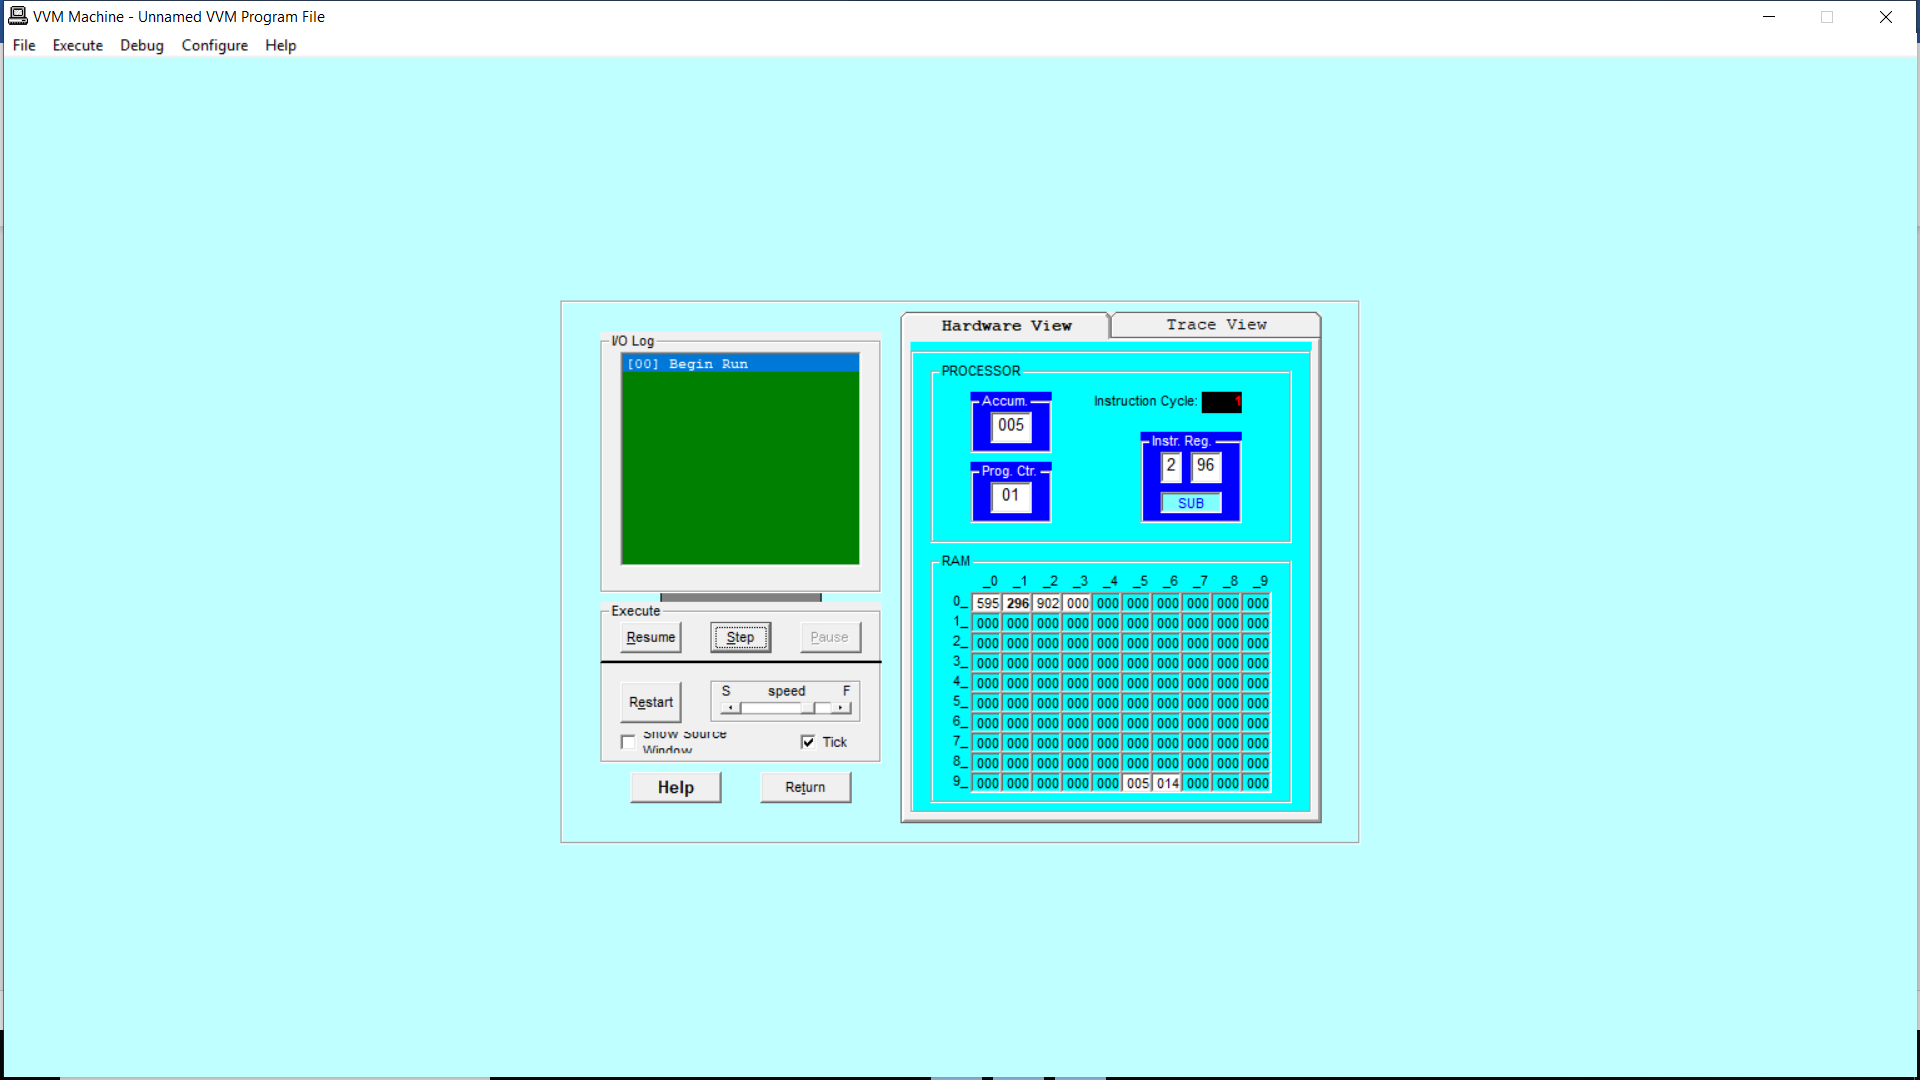 VVM Machine - Unnamed VVM Program File
File Execute Debug Configure Help
I/O Log
[00] Begin Run
Execute
Resume Step Pause
Restart
S speed F
Show Source
Window
Tick
Help Return
Hardware View Trace View
PROCESSOR
Accum.
005
Instruction Cycle: 1
Prog. Ctr.
01
Instr. Reg.
2 96
SUB
RAM
_0 _1 _2 _3 _4 _5 _6 _7 _8 _9
0_ 595 296 902 000 000 000 000 000 000 000
1_ 000 000 000 000 000 000 000 000 000 000
2_ 000 000 000 000 000 000 000 000 000 000
3_ 000 000 000 000 000 000 000 000 000 000
4_ 000 000 000 000 000 000 000 000 000 000
5_ 000 000 000 000 000 000 000 000 000 000
6_ 000 000 000 000 000 000 000 000 000 000
7_ 000 000 000 000 000 000 000 000 000 000
8_ 000 000 000 000 000 000 000 000 000 000
9_ 000 000 000 000 000 005 014 000 000 000